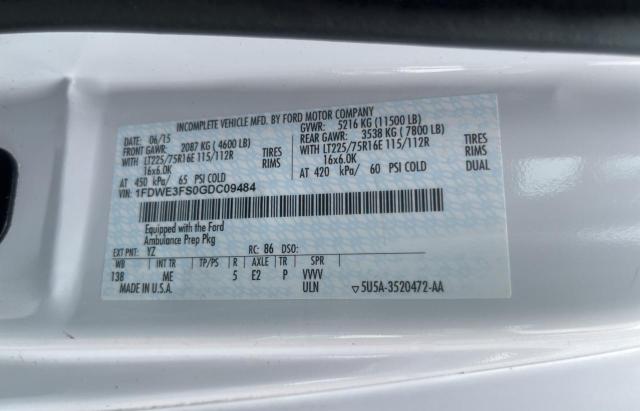 INCOMPLETE VEHICLE MFD. BY FORD MOTOR COMPANY
DATE: 06/15 GVWR: 5216 KG (11500 LB)
FRONT GAWR: 2087 KG (4600 LB) REAR GAWR: 3538 KG (7800 LB)
WITH LT225/75R16E 115/112R TIRES WITH LT225/75R16E 115/112R TIRES
16x6.0K RIMS 16x6.0K RIMS
AT 450 kPa/ 65 PSI COLD AT 420 kPa/ 60 PSI COLD DUAL
VIN: 1FDWE3FS0GDC09484
Equipped with the Ford
Ambulance Prep Pkg
EXT PNT: YZ RC: 86 DSO:
WB INT TR TP/PS R AXLE TR SPR
138 ME 5 E2 P VVVV
MADE IN U.S.A. ULN ▽5U5A-3520472-AA